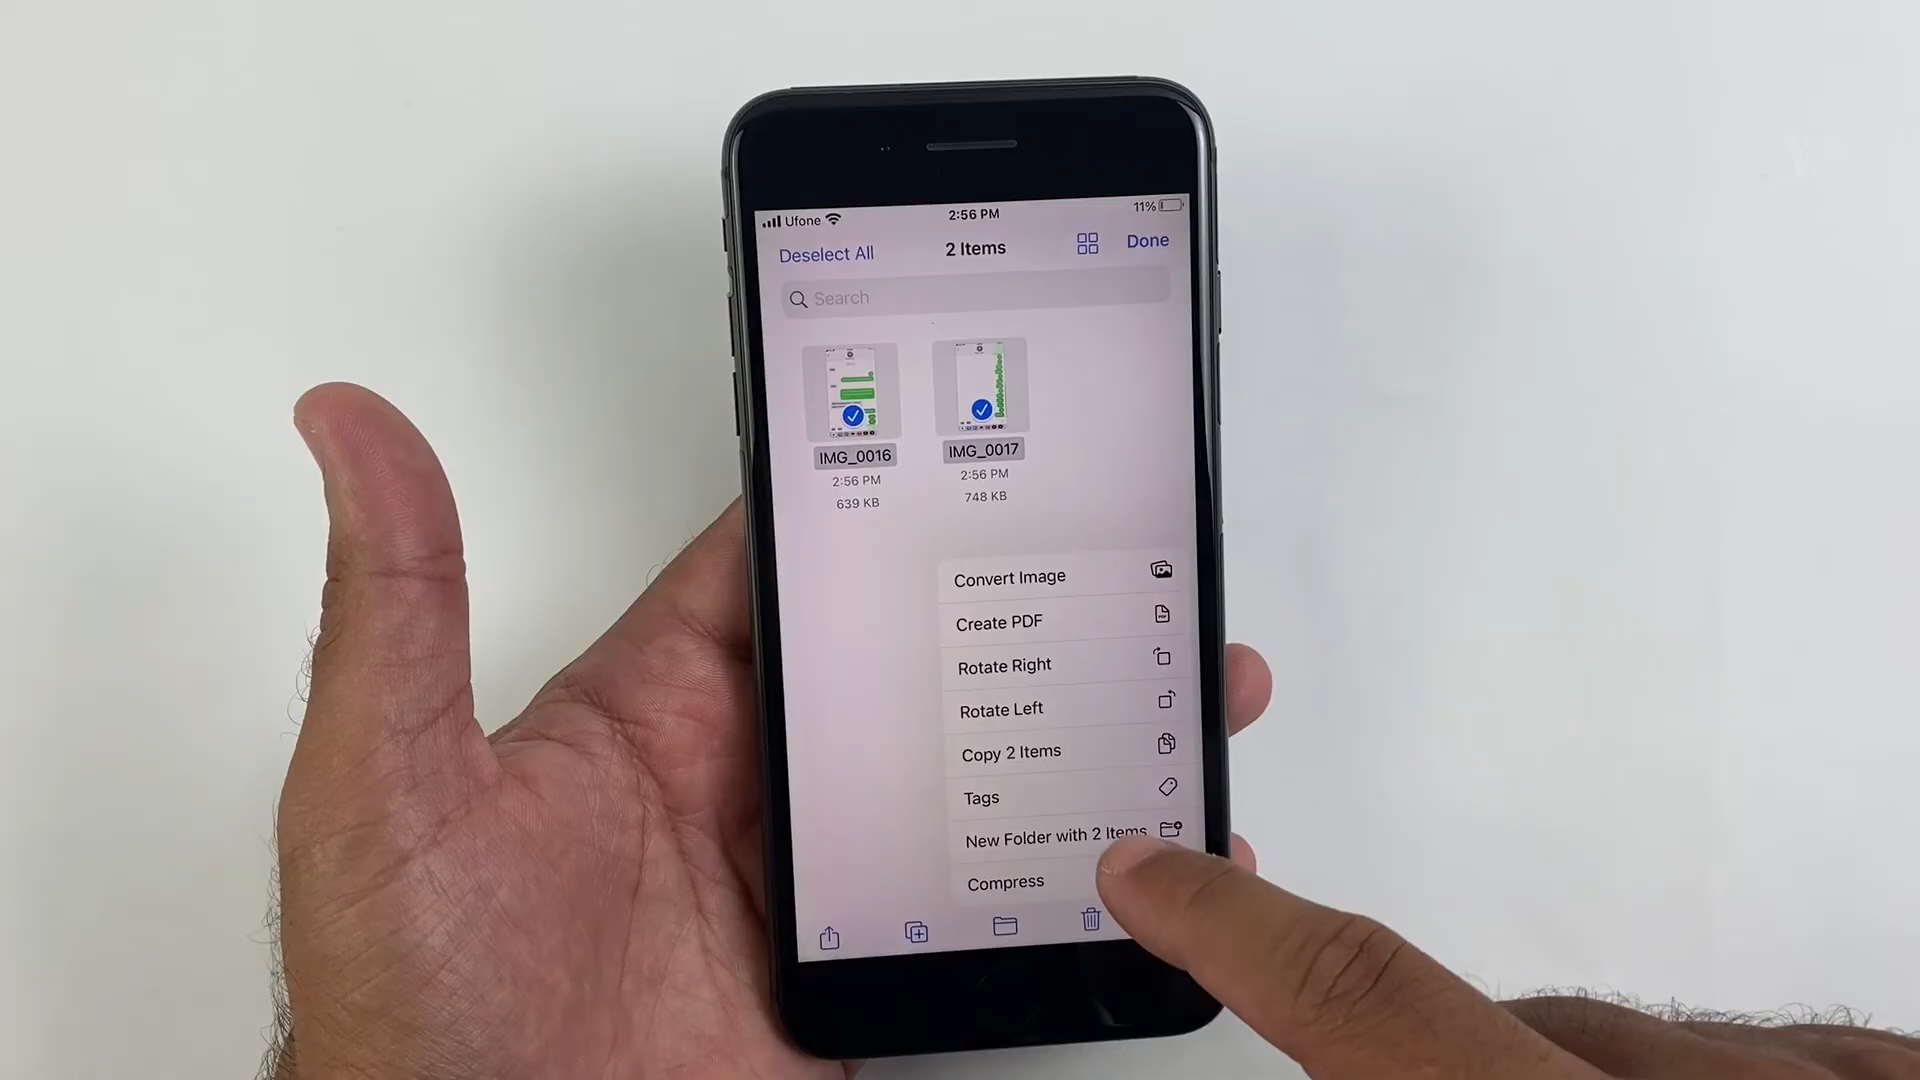 Ufone 2:56 PM 11%
Deselect All 2 Items Done
Search
IMG_0016 IMG_0017
2:56 PM 2:56 PM
639 KB 748 KB
Convert Image
Create PDF
Rotate Right
Rotate Left
Copy 2 Items
Tags
New Folder with 2 Items
Compress